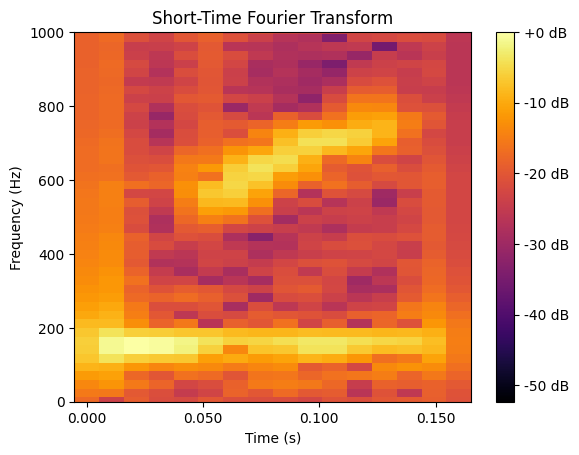 Short-Time Fourier Transform
1000
800
600
400
200
0
Frequency (Hz)
0.000
0.050
0.100
0.150
Time (s)
+0 dB
-10 dB
-20 dB
-30 dB
-40 dB
-50 dB